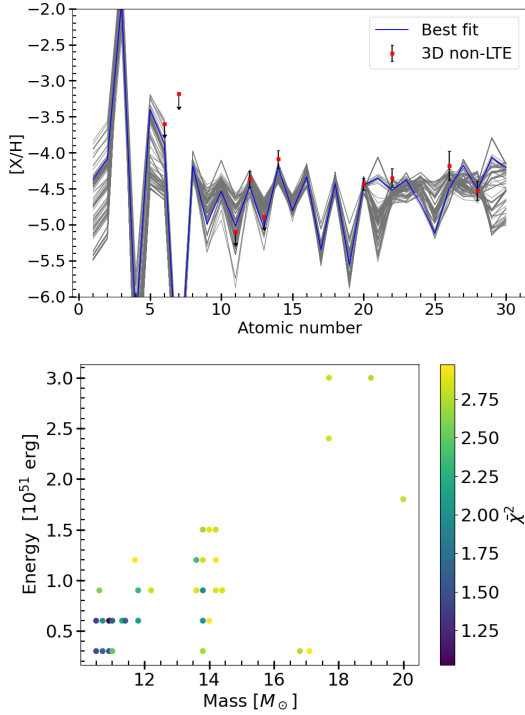 −2.0
−2.5
−3.0
−3.5
−4.0
−4.5
−5.0
−5.5
−6.0
[X/H]
Best fit
3D non-LTE
0 5 10 15 20 25 30
Atomic number
3.0
2.5
2.0
1.5
1.0
0.5
Energy [10^51 erg]
12 14 16 18 20
Mass [M⊙]
2.75
2.50
2.25
2.00
1.75
1.50
1.25
χ̄²